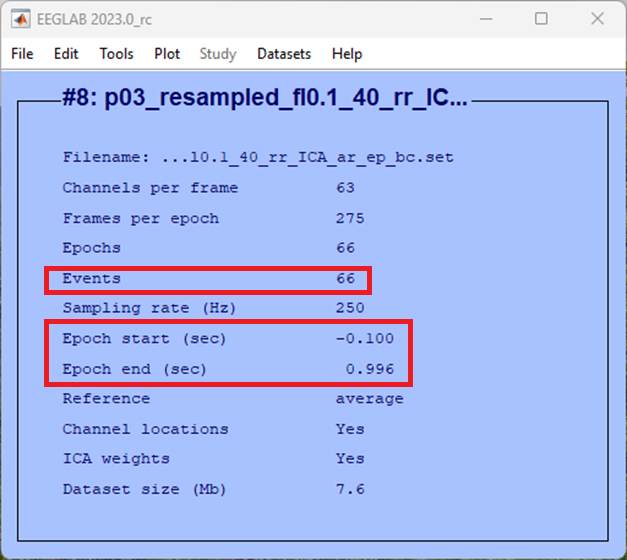 EEGLAB 2023.0_rc
File Edit Tools Plot Study Datasets Help
#8: p03_resampled_fl0.1_40_rr_IC...
Filename: ...l0.1_40_rr_ICA_ar_ep_bc.set
Channels per frame 63
Frames per epoch 275
Epochs 66
Events 66
Sampling rate (Hz) 250
Epoch start (sec) -0.100
Epoch end (sec) 0.996
Reference average
Channel locations Yes
ICA weights Yes
Dataset size (Mb) 7.6